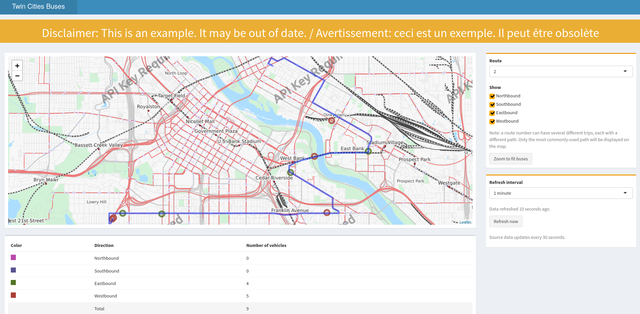 Twin Cities Buses
Disclaimer: This is an example. It may be out of date. / Avertissement: ceci est un exemple. Il peut être obsolète
+
−
API Key Requir
API Key Requir
North Loop
Target Field
Royalston
Nicollet Mall
Government Plaza
U.S. Bank Stadium
Bassett-Creek Valley
West Bank
East Bank
Stadium Village
Prospect Park
Cedar-Riverside
Bryn Mawr
Prospect Park
Westgate
Lowry Hill
Franklin Avenue
st 21st Street
Leaflet
Route
2
Show
Northbound
Southbound
Eastbound
Westbound
Note: a route number can have several different trips, each with a
different path. Only the most commonly-used path will be displayed on
the map.
Zoom to fit buses
Refresh interval
1 minute
Data refreshed 10 seconds ago.
Refresh now
Source data updates every 30 seconds.
Color Direction Number of vehicles
Northbound 0
Southbound 0
Eastbound 4
Westbound 5
Total 9